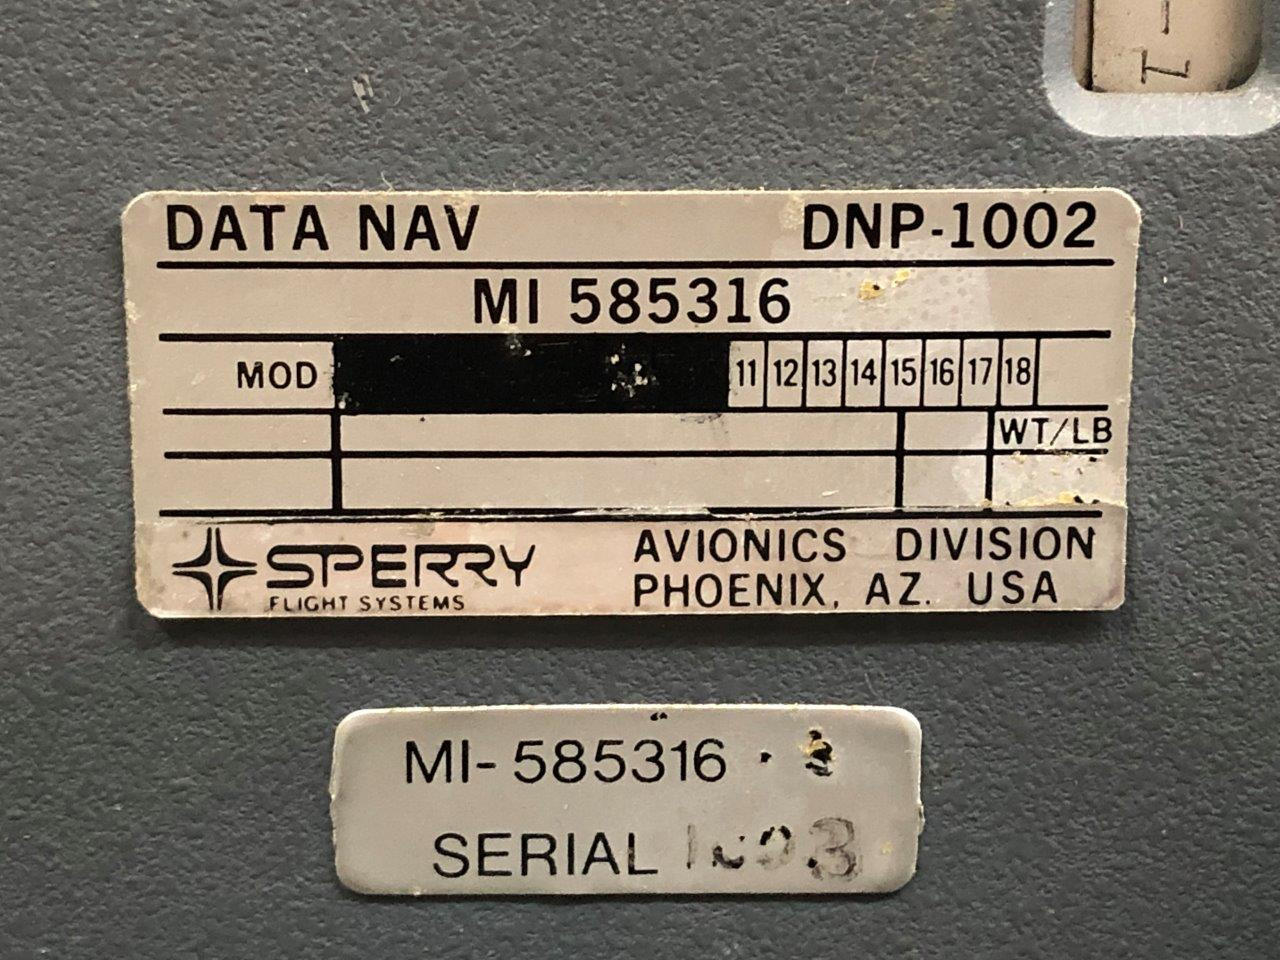 DATA NAV DNP-1002
MI 585316
MOD 11 12 13 14 15 16 17 18
WT/LB
SPERRY
FLIGHT SYSTEMS
AVIONICS DIVISION
PHOENIX, AZ. USA
MI-585316
SERIAL